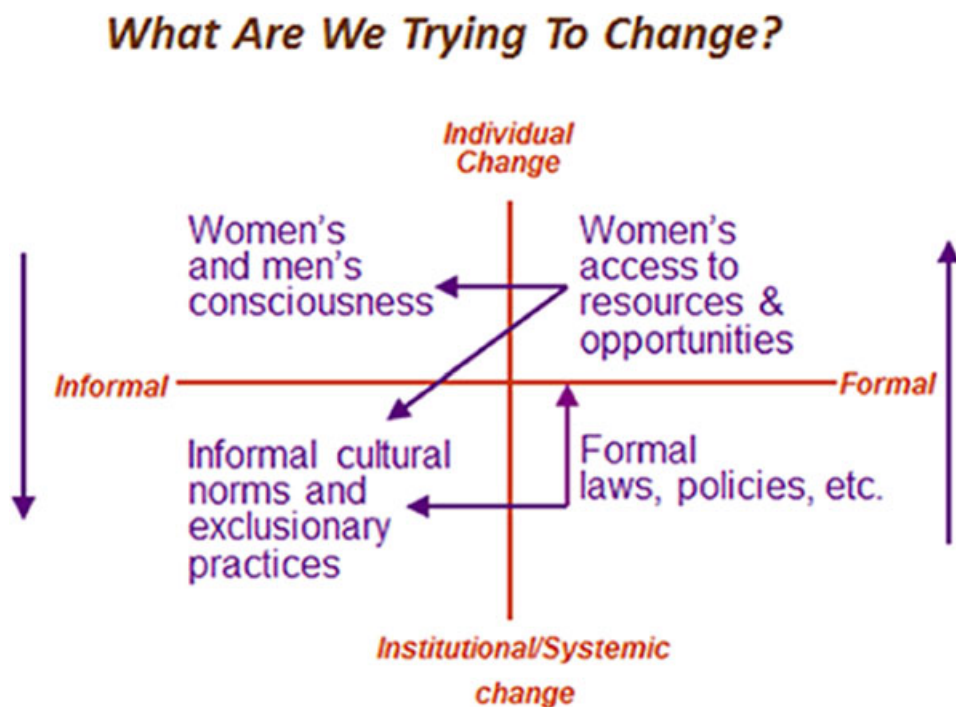 What Are We Trying To Change?
Individual
Change
Women's
and men's
consciousness
Women's
access to
resources &
opportunities
Informal
Formal
Informal cultural
norms and
exclusionary
practices
Formal
laws, policies, etc.
Institutional/Systemic
change